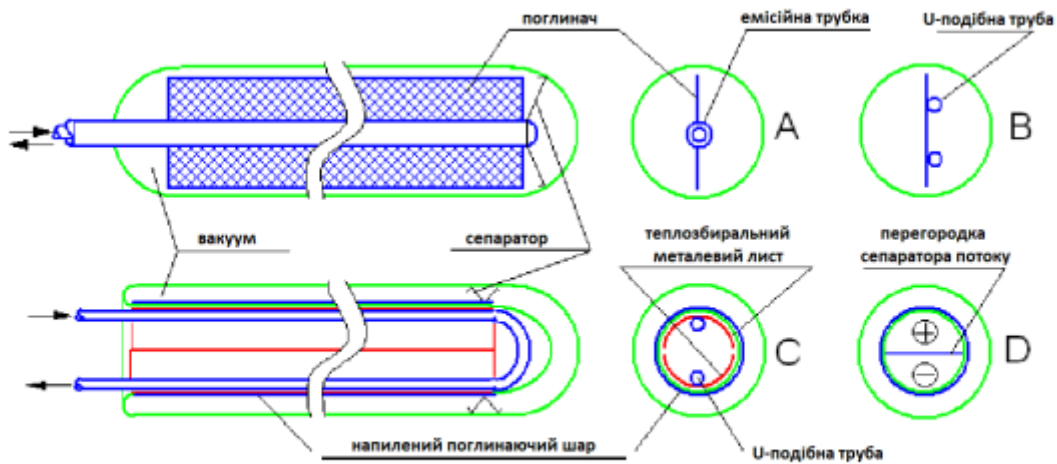 поглинач
емісійна трубка
U-подібна труба
A
B
вакуум
сепаратор
теплозбиральний
металевий лист
перегородка
сепаратора потоку
C
D
напилений поглинаючий шар
U-подібна труба